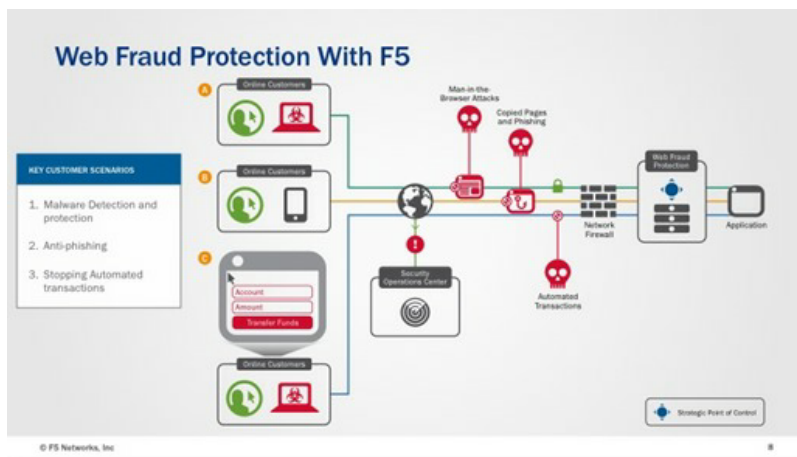 Web Fraud Protection With F5
A
Online Customers
Man-in-the-
Browser Attacks
Copied Pages
and Phishing
KEY CUSTOMER SCENARIOS
1. Malware Detection and
protection
2. Anti-phishing
3. Stopping Automated
transactions
B
Online Customers
Web Fraud
Protection
Network
Firewall
Application
C
Account
Amount
Transfer Funds
Security
Operations Center
Automated
Transactions
Online Customers
Strategic Point of Control
© F5 Networks, Inc
8